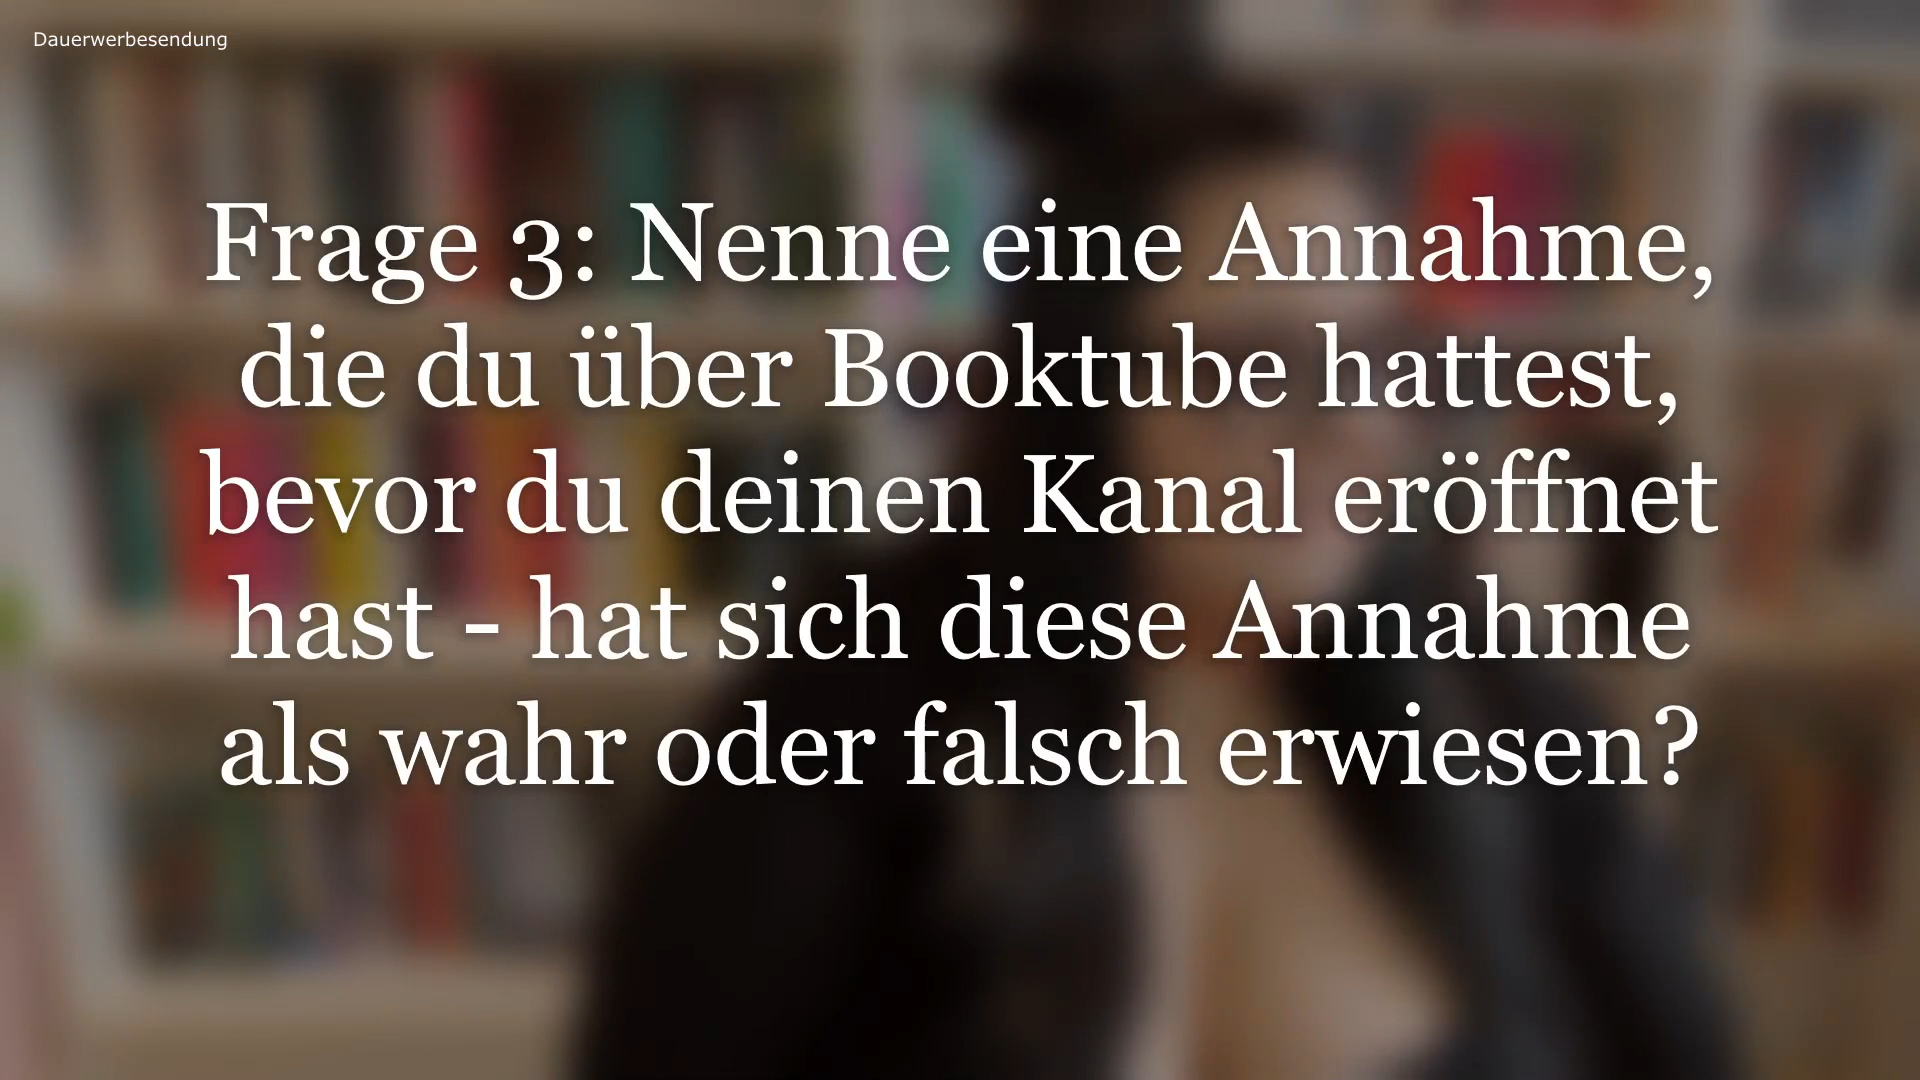 Dauerwerbesendung
Frage 3: Nenne eine Annahme,
die du über Booktube hattest,
bevor du deinen Kanal eröffnet
hast - hat sich diese Annahme
als wahr oder falsch erwiesen?